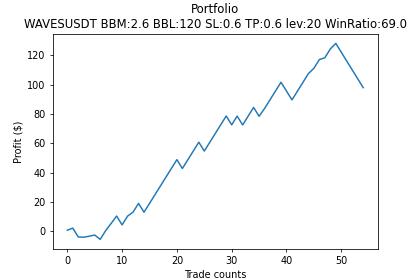 Portfolio
WAVESUSDT BBM:2.6 BBL:120 SL:0.6 TP:0.6 lev:20 WinRatio:69.0
120
100
80
60
40
20
0
Profit ($)
0 10 20 30 40 50
Trade counts